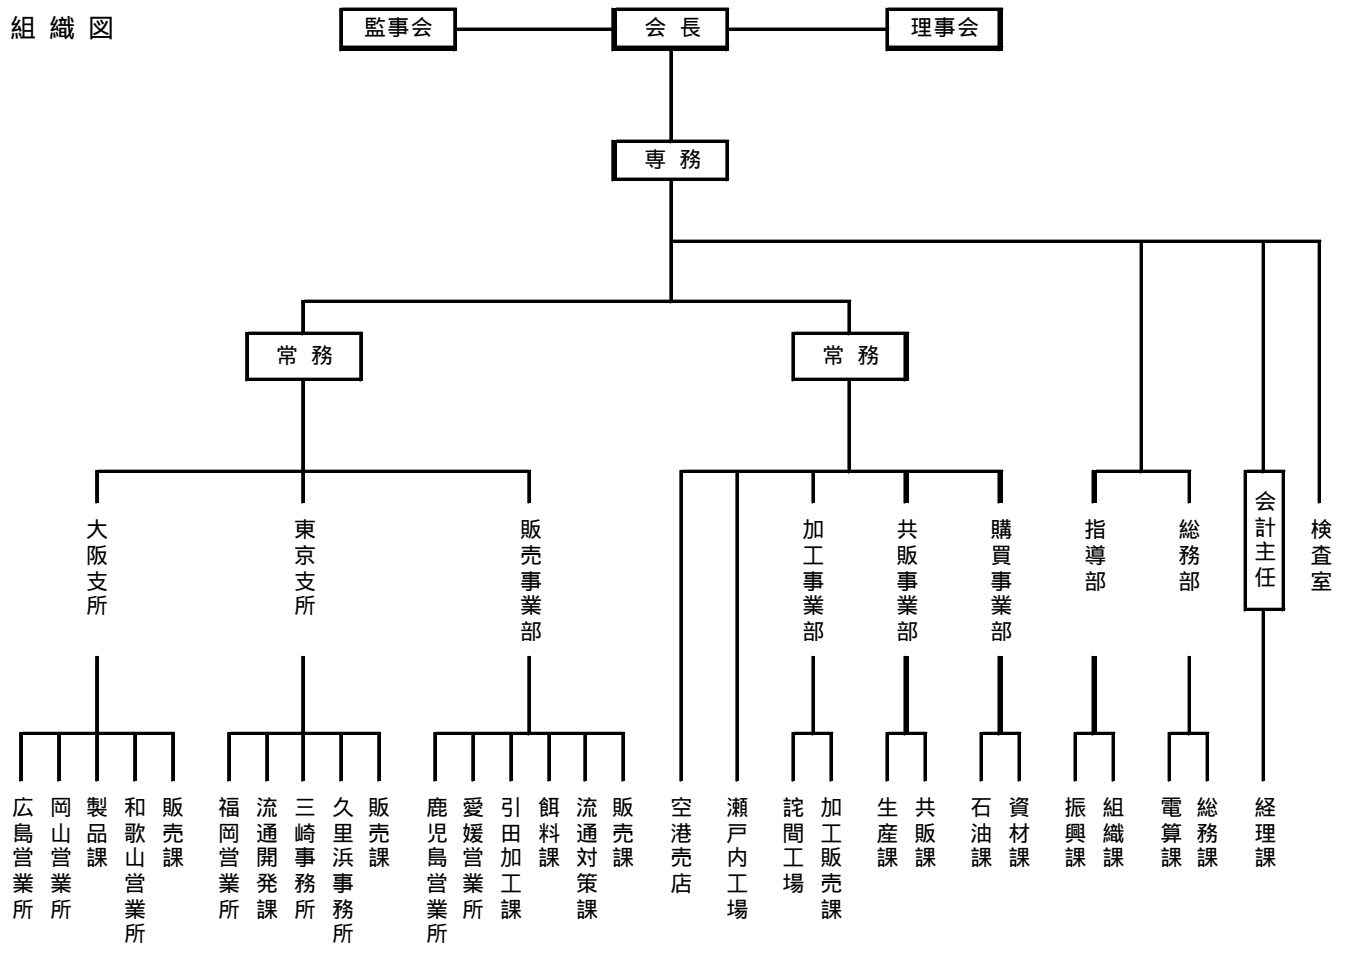 組織図
監事会
会長
理事会
専務
常務
常務
大阪支所
東京支所
販売事業部
加工事業部
共販事業部
購買事業部
指導部
総務部
会計主任
検査室
広島営業所
岡山営業所
製品課
和歌山営業所
販売課
福岡営業所
流通開発課
三崎事務所
久里浜事務所
販売課
鹿児島営業所
愛媛営業所
引田加工課
餌料課
流通対策課
販売課
空港売店
瀬戸内工場
詫間工場
加工販売課
生産課
共販課
石油課
資材課
振興課
組織課
電算課
総務課
経理課